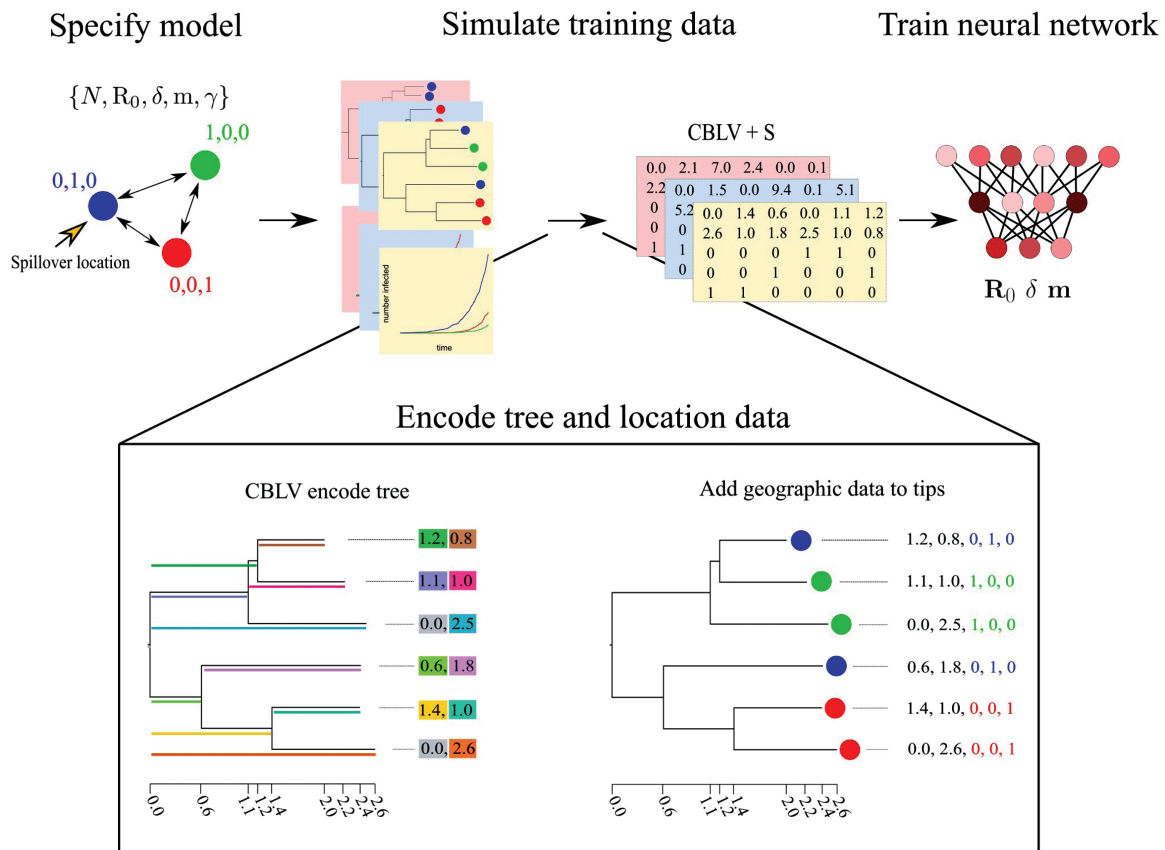 Specify model
Simulate training data
Train neural network
{N, R₀, δ, m, γ}
1,0,0
0,1,0
0,0,1
Spillover location
number infected
time
CBLV + S
0.0 2.1 7.0 2.4 0.0 0.1
2.2
0
0
1
0.0 1.5 0.0 9.4 0.1 5.1
5.2
0
1
0
0.0 1.4 0.6 0.0 1.1 1.2
2.6 1.0 1.8 2.5 1.0 0.8
0 0 0 1 1 0
0 0 1 0 0 1
1 1 0 0 0 0
R₀ δ m
Encode tree and location data
CBLV encode tree
1.2, 0.8
1.1, 1.0
0.0, 2.5
0.6, 1.8
1.4, 1.0
0.0, 2.6
0.0 0.6 1.1 1.2 1.4 2.0 2.2 2.4 2.6
Add geographic data to tips
1.2, 0.8, 0, 1, 0
1.1, 1.0, 1, 0, 0
0.0, 2.5, 1, 0, 0
0.6, 1.8, 0, 1, 0
1.4, 1.0, 0, 0, 1
0.0, 2.6, 0, 0, 1
0.0 0.6 1.1 1.2 1.4 2.0 2.2 2.4 2.6